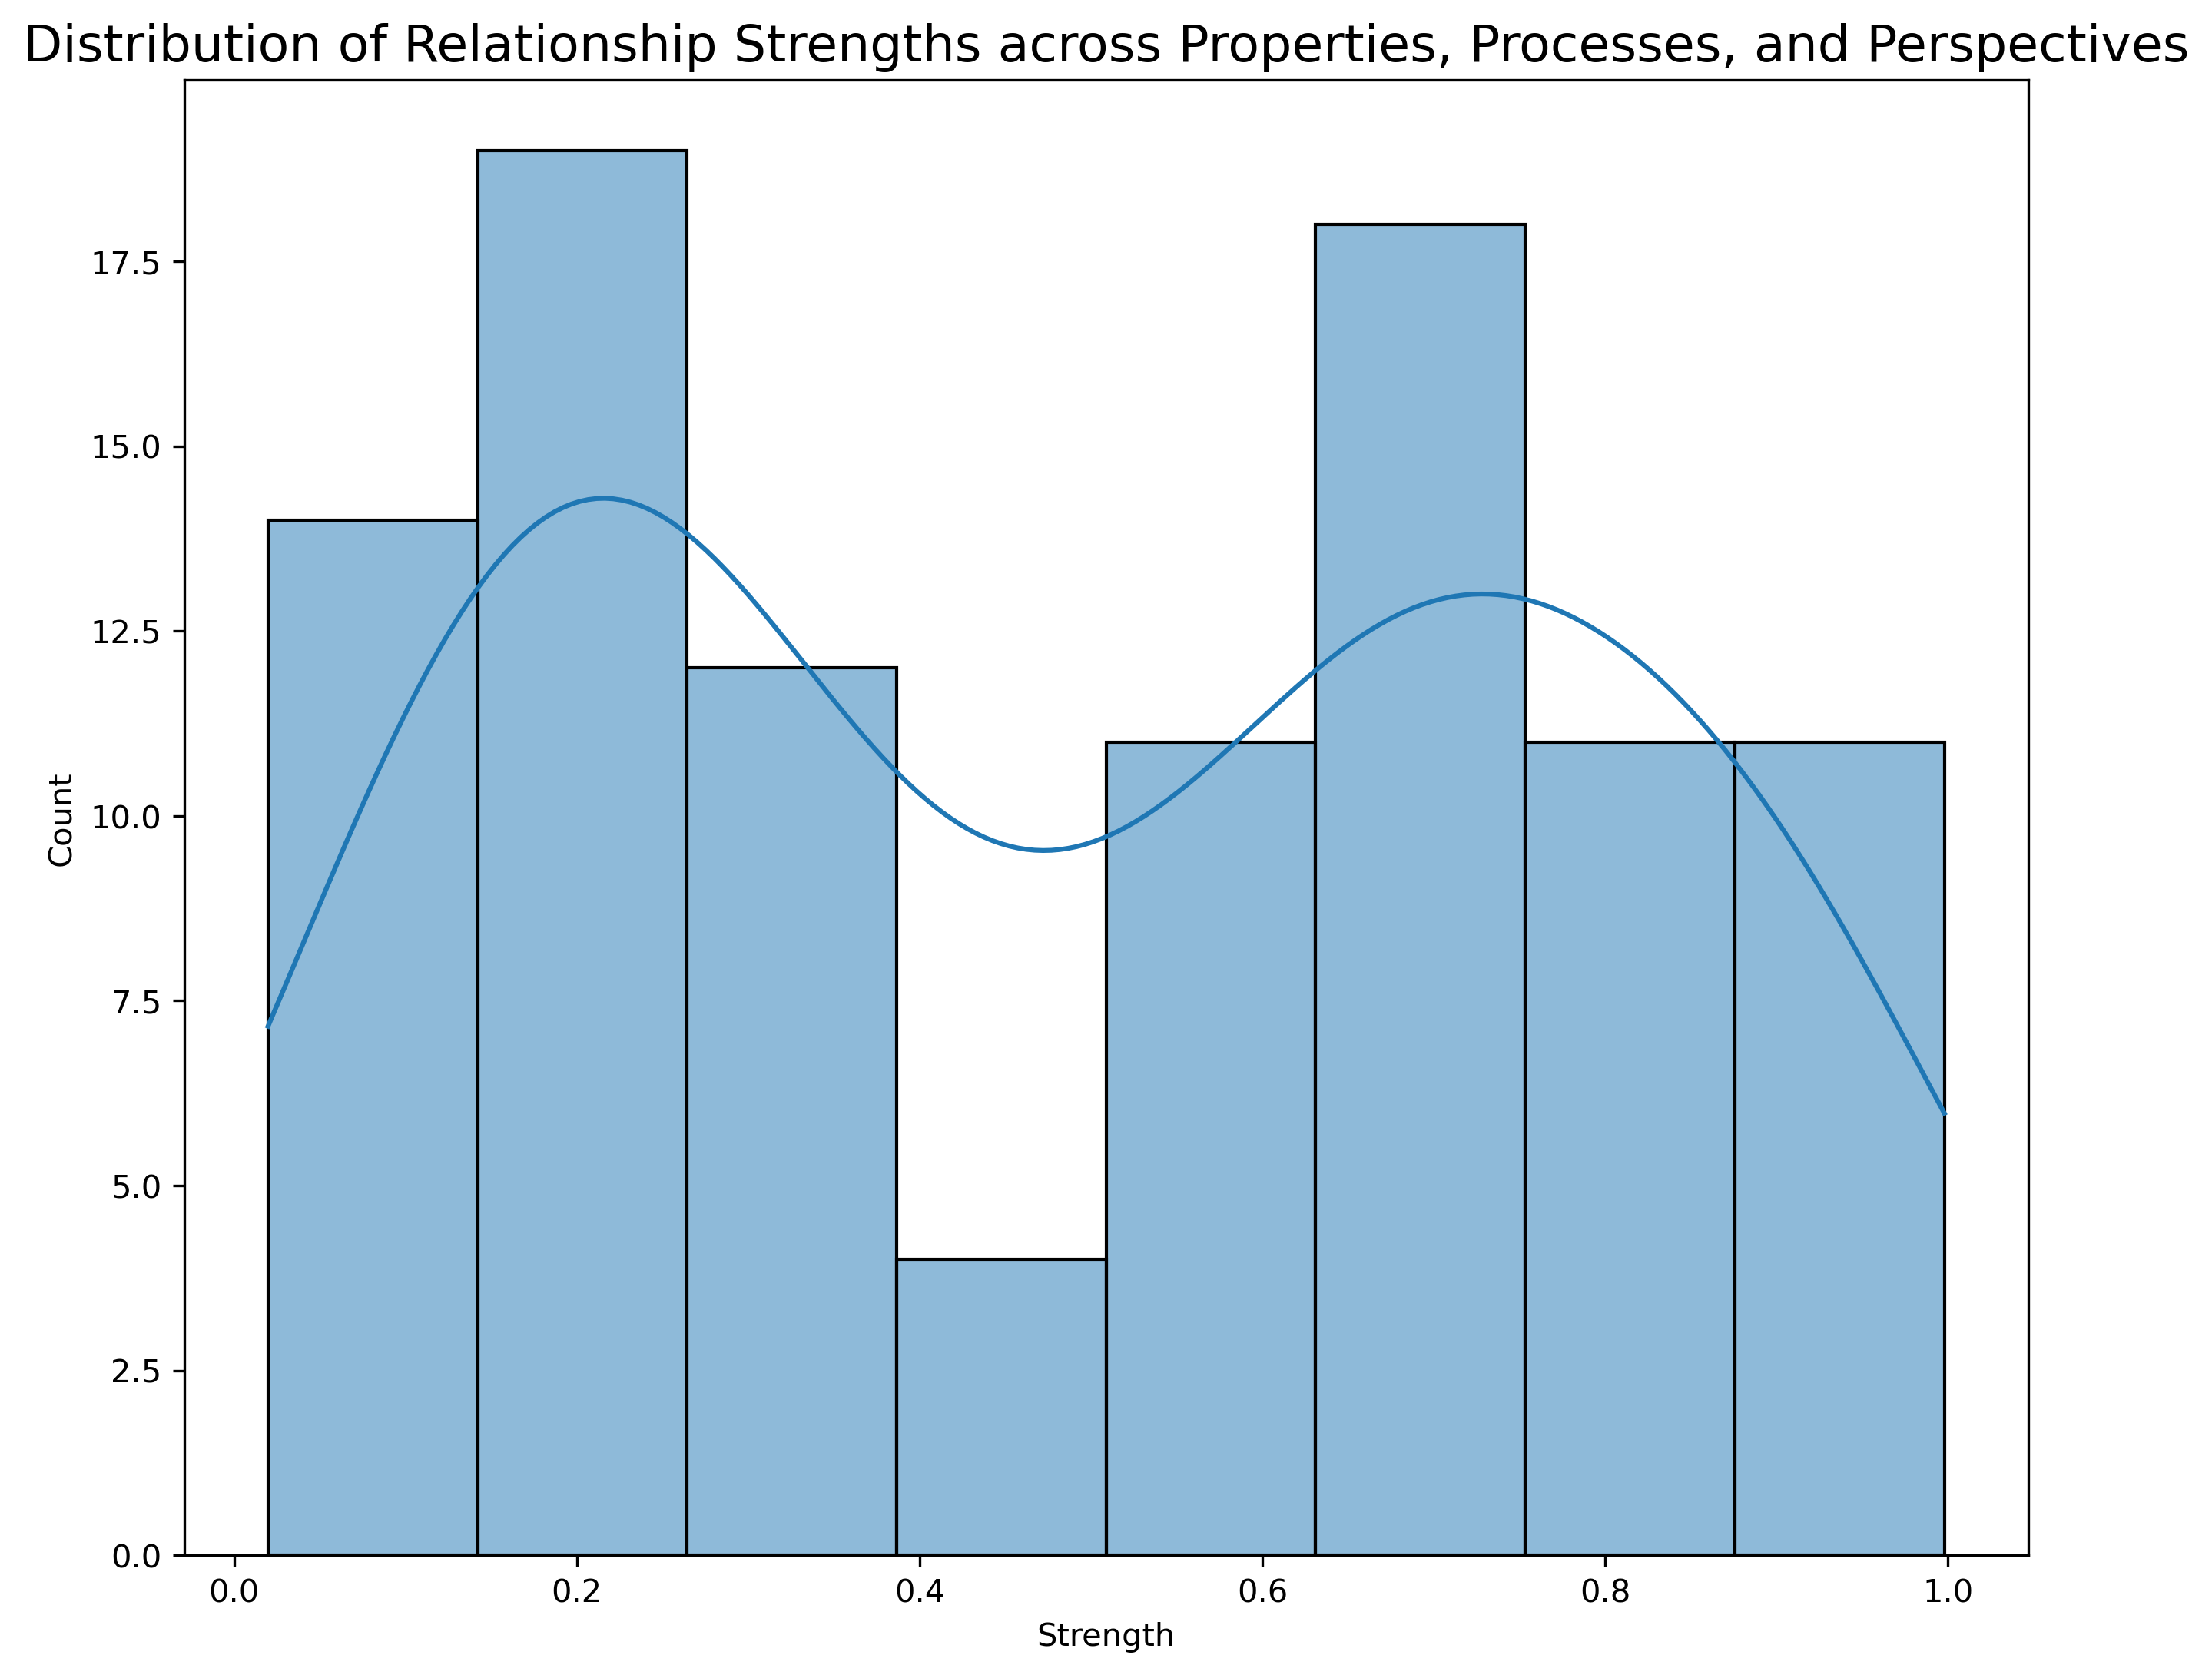 Distribution of Relationship Strengths across Properties, Processes, and Perspectives
17.5
15.0
12.5
10.0
7.5
5.0
2.5
0.0
Count
0.0 0.2 0.4 0.6 0.8 1.0
Strength